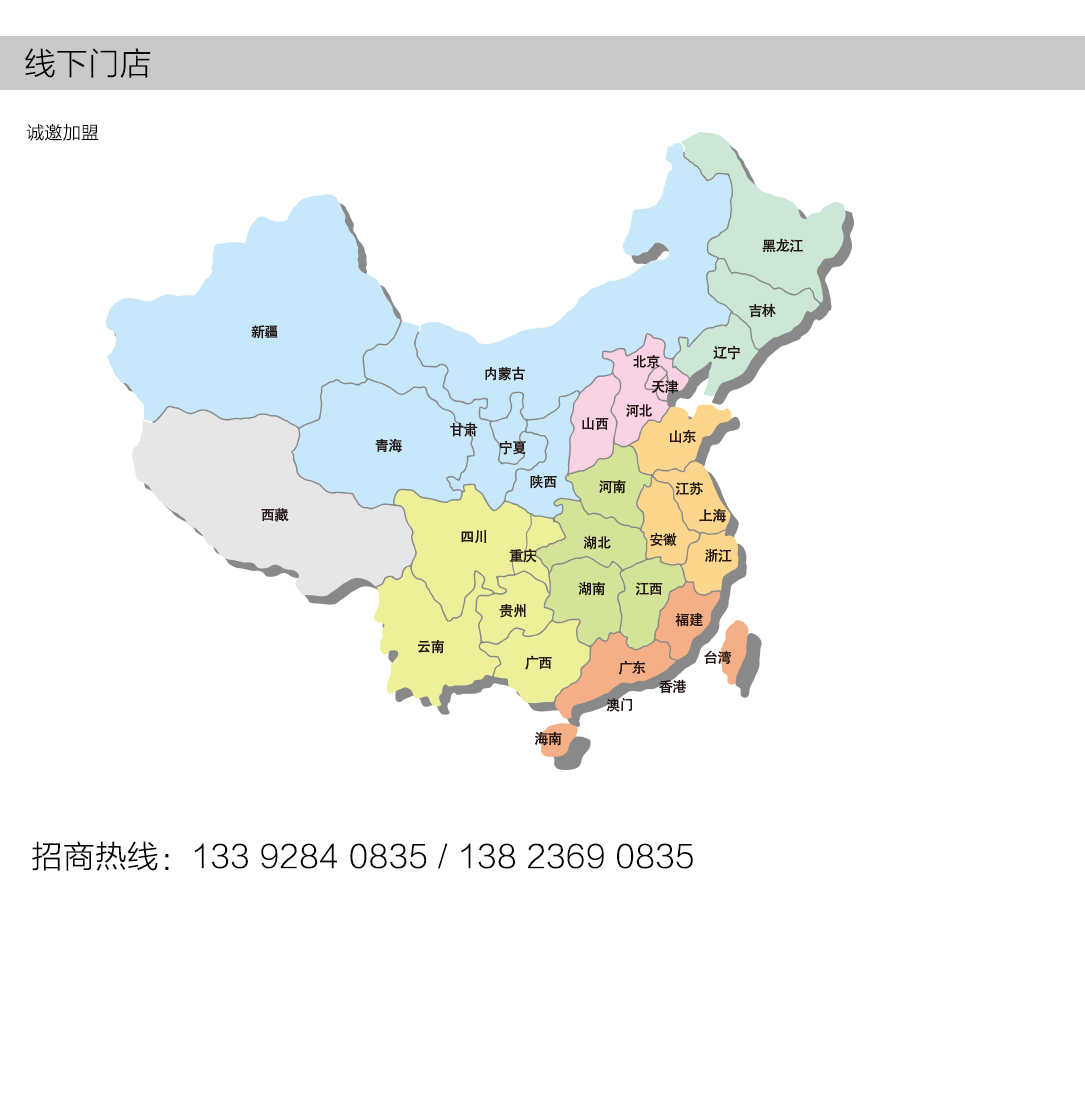 线下门店
诚邀加盟
黑龙江
吉林
新疆
辽宁
北京
内蒙古
天津
河北
山西
甘肃
山东
青海
宁夏
陕西
河南
江苏
西藏
上海
四川
安徽
湖北
重庆
浙江
湖南
江西
贵州
福建
云南
台湾
广西
广东
香港
澳门
海南
招商热线：133 9284 0835 / 138 2369 0835